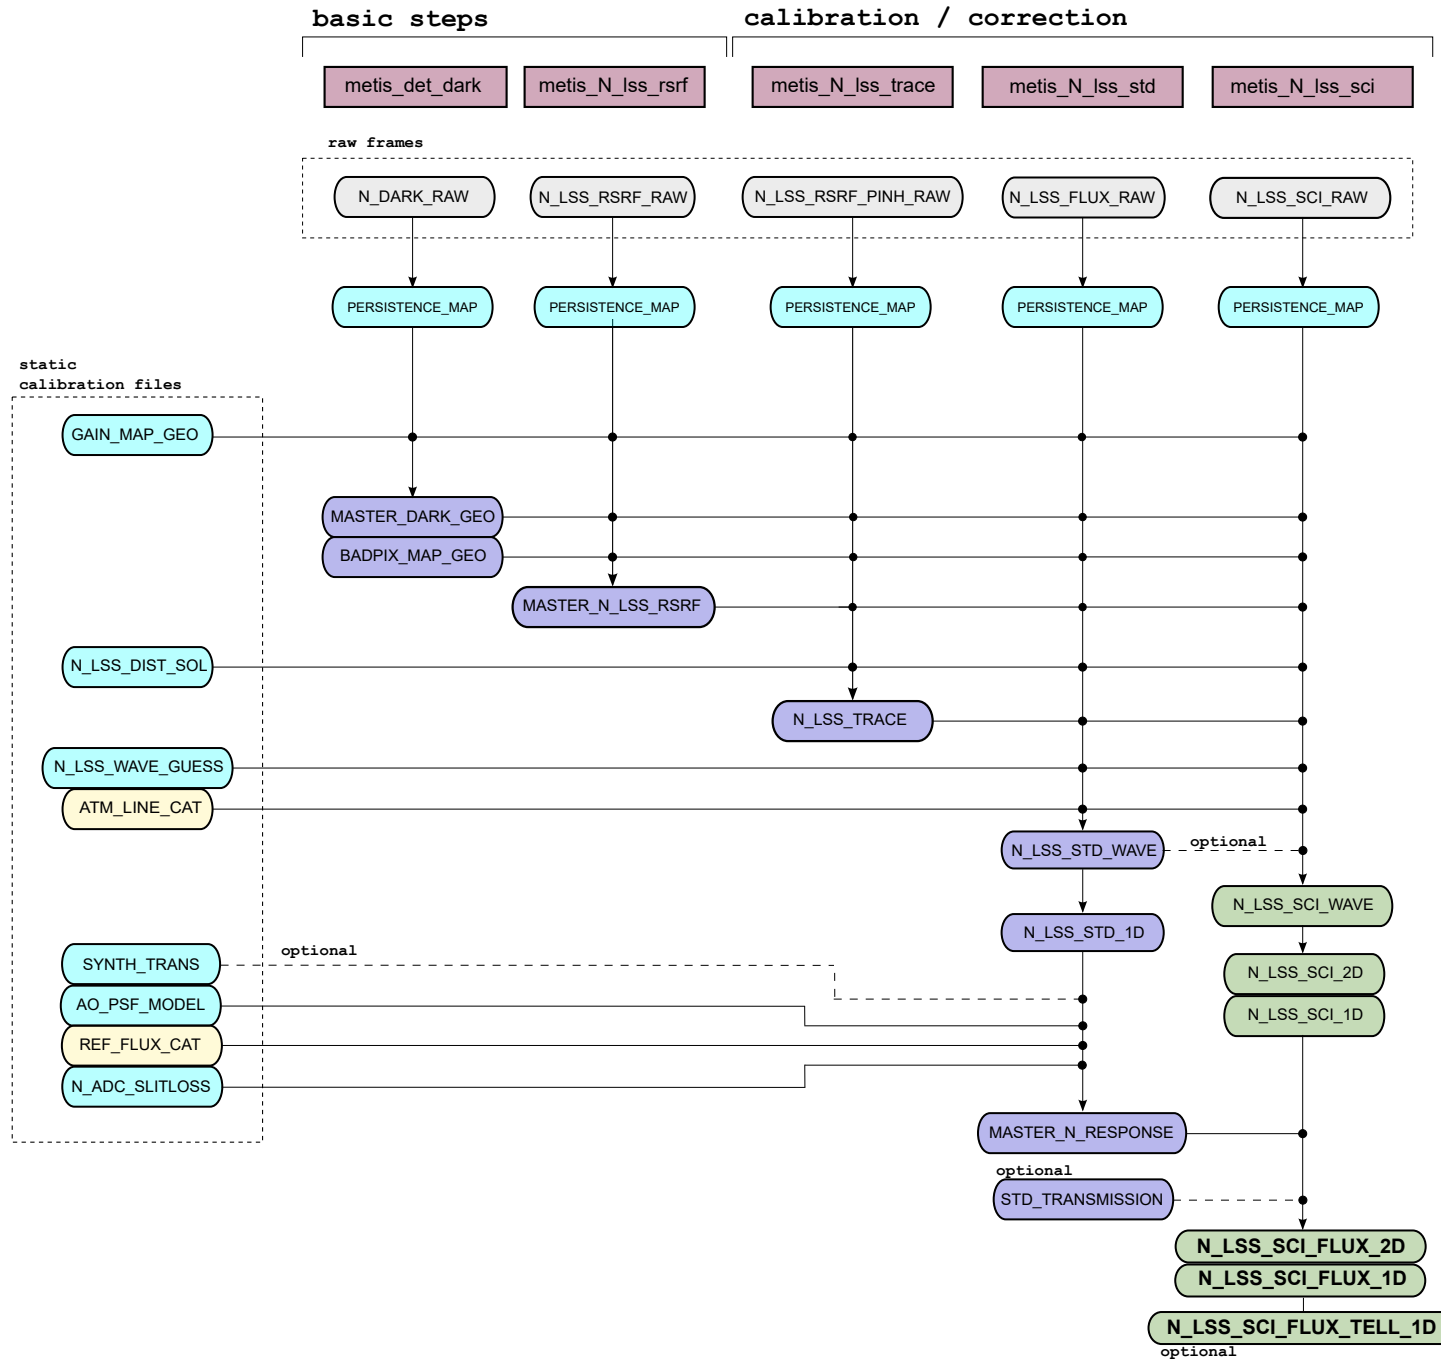 basic steps
calibration / correction
metis_det_dark
metis_N_lss_rsrf
metis_N_lss_trace
metis_N_lss_std
metis_N_lss_sci
raw frames
N_DARK_RAW
N_LSS_RSRF_RAW
N_LSS_RSRF_PINH_RAW
N_LSS_FLUX_RAW
N_LSS_SCI_RAW
PERSISTENCE_MAP
PERSISTENCE_MAP
PERSISTENCE_MAP
PERSISTENCE_MAP
PERSISTENCE_MAP
static
calibration files
GAIN_MAP_GEO
MASTER_DARK_GEO
BADPIX_MAP_GEO
MASTER_N_LSS_RSRF
N_LSS_DIST_SOL
N_LSS_TRACE
N_LSS_WAVE_GUESS
ATM_LINE_CAT
N_LSS_STD_WAVE
optional
N_LSS_SCI_WAVE
N_LSS_STD_1D
optional
SYNTH_TRANS
N_LSS_SCI_2D
AO_PSF_MODEL
N_LSS_SCI_1D
REF_FLUX_CAT
N_ADC_SLITLOSS
MASTER_N_RESPONSE
optional
STD_TRANSMISSION
N_LSS_SCI_FLUX_2D
N_LSS_SCI_FLUX_1D
N_LSS_SCI_FLUX_TELL_1D
optional